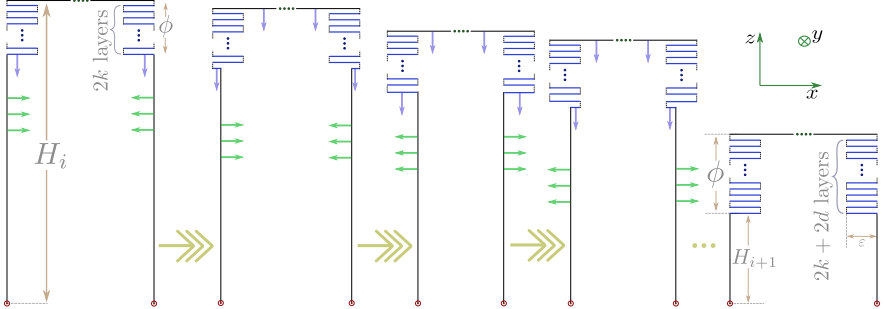 H_i
2k layers
ϕ
z
y
x
ϕ
H_{i+1}
2k + 2d layers
ε